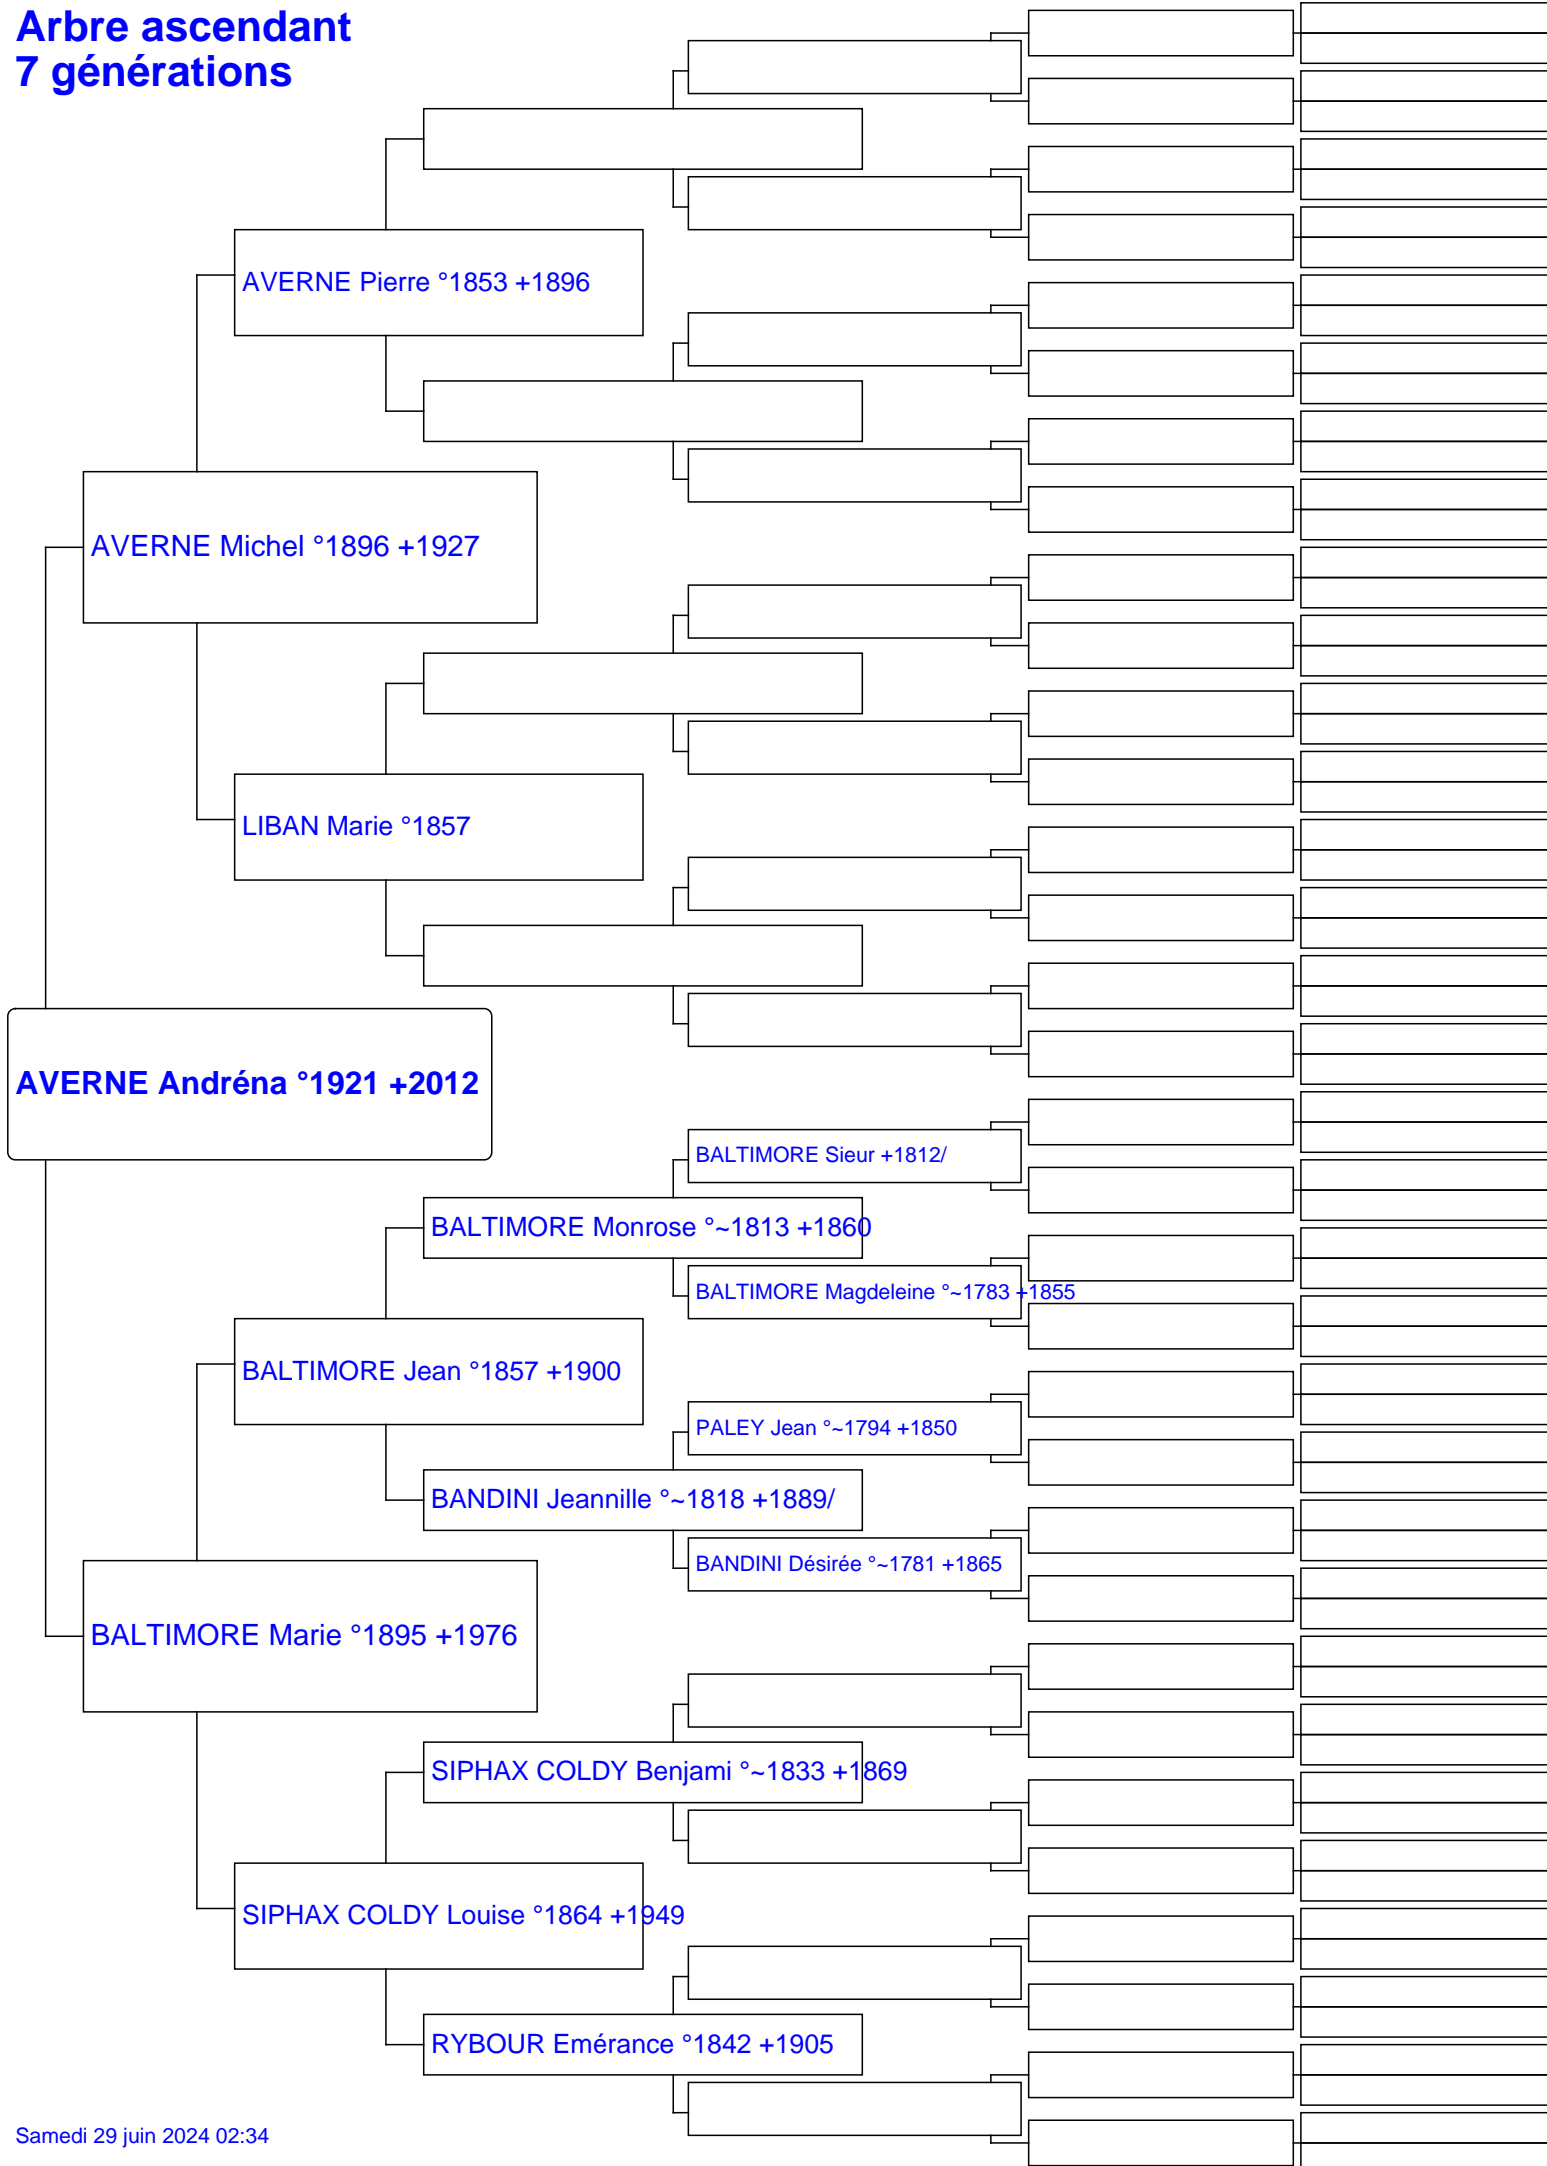 Arbre ascendant
7 générations
AVERNE Pierre °1853 +1896
AVERNE Michel °1896 +1927
LIBAN Marie °1857
AVERNE Andréna °1921 +2012
BALTIMORE Sieur +1812/
BALTIMORE Monrose °~1813 +1860
BALTIMORE Magdeleine °~1783 +1855
BALTIMORE Jean °1857 +1900
PALEY Jean °~1794 +1850
BANDINI Jeannille °~1818 +1889/
BANDINI Désirée °~1781 +1865
BALTIMORE Marie °1895 +1976
SIPHAX COLDY Benjami °~1833 +1869
SIPHAX COLDY Louise °1864 +1949
RYBOUR Emérance °1842 +1905
Samedi 29 juin 2024 02:34